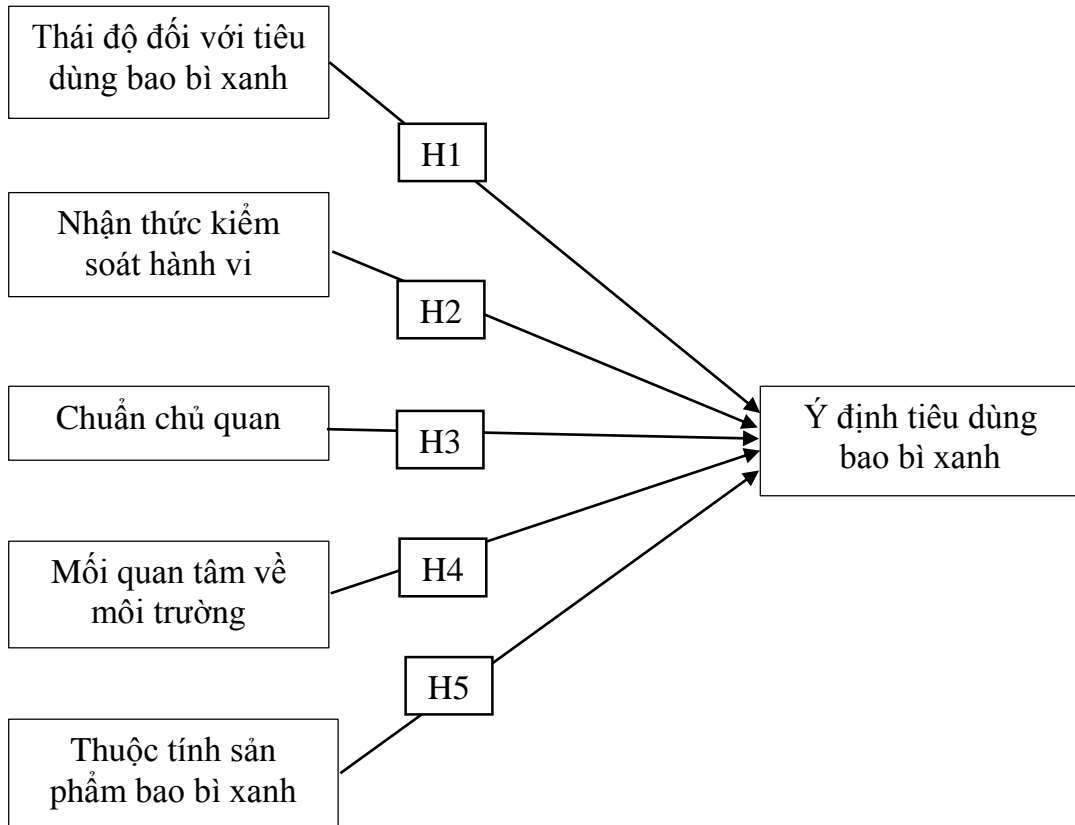 Thái độ đối với tiêu
dùng bao bì xanh
H1
Nhận thức kiểm
soát hành vi
H2
Chuẩn chủ quan
H3
Ý định tiêu dùng
bao bì xanh
Mối quan tâm về
môi trường
H4
H5
Thuộc tính sản
phẩm bao bì xanh